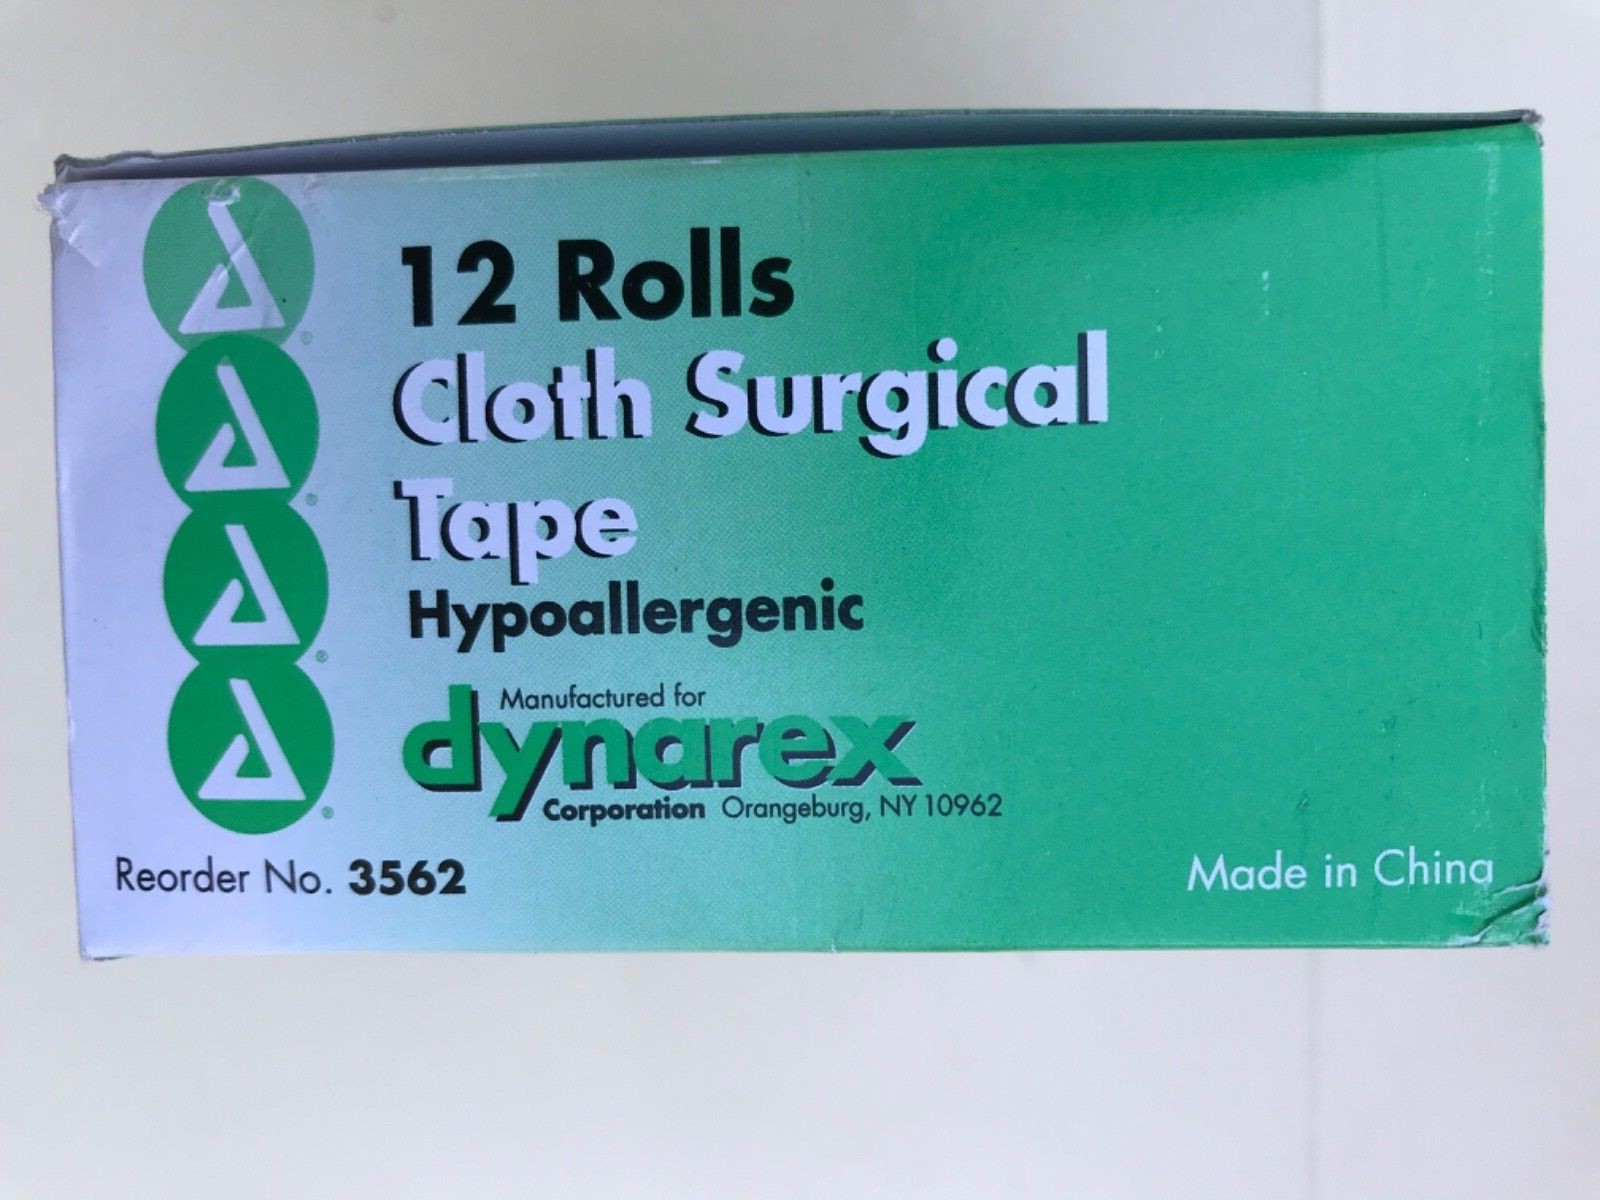 12 Rolls
Cloth Surgical
Tape
Hypoallergenic
Manufactured for
dynarex
Corporation Orangeburg, NY 10962
Reorder No. 3562
Made in China
®
®
®
®